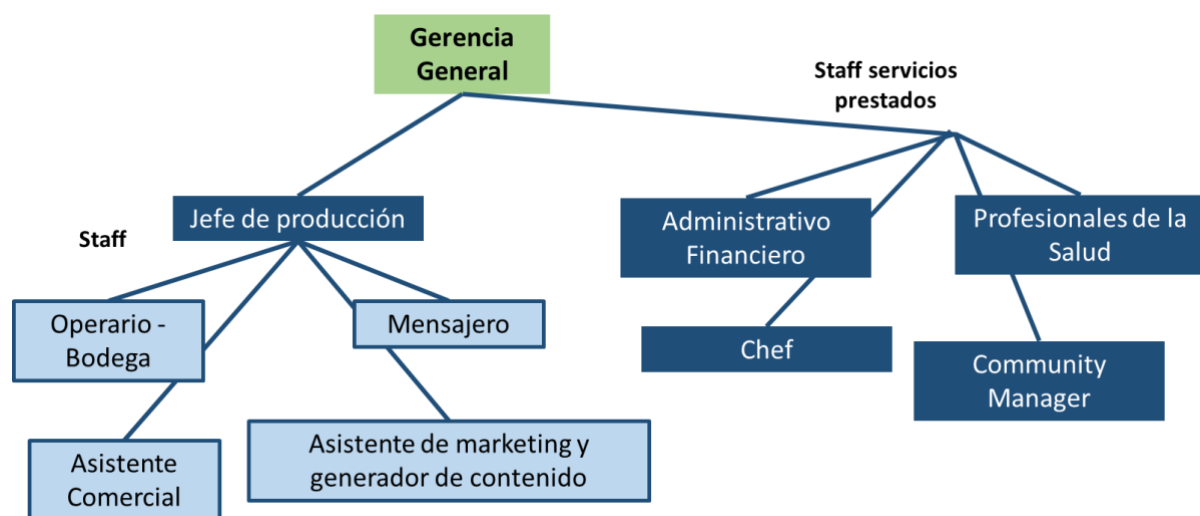 Gerencia
General
Staff servicios
prestados
Jefe de producción
Staff
Administrativo
Financiero
Profesionales de la
Salud
Operario -
Bodega
Mensajero
Chef
Community
Manager
Asistente
Comercial
Asistente de marketing y
generador de contenido